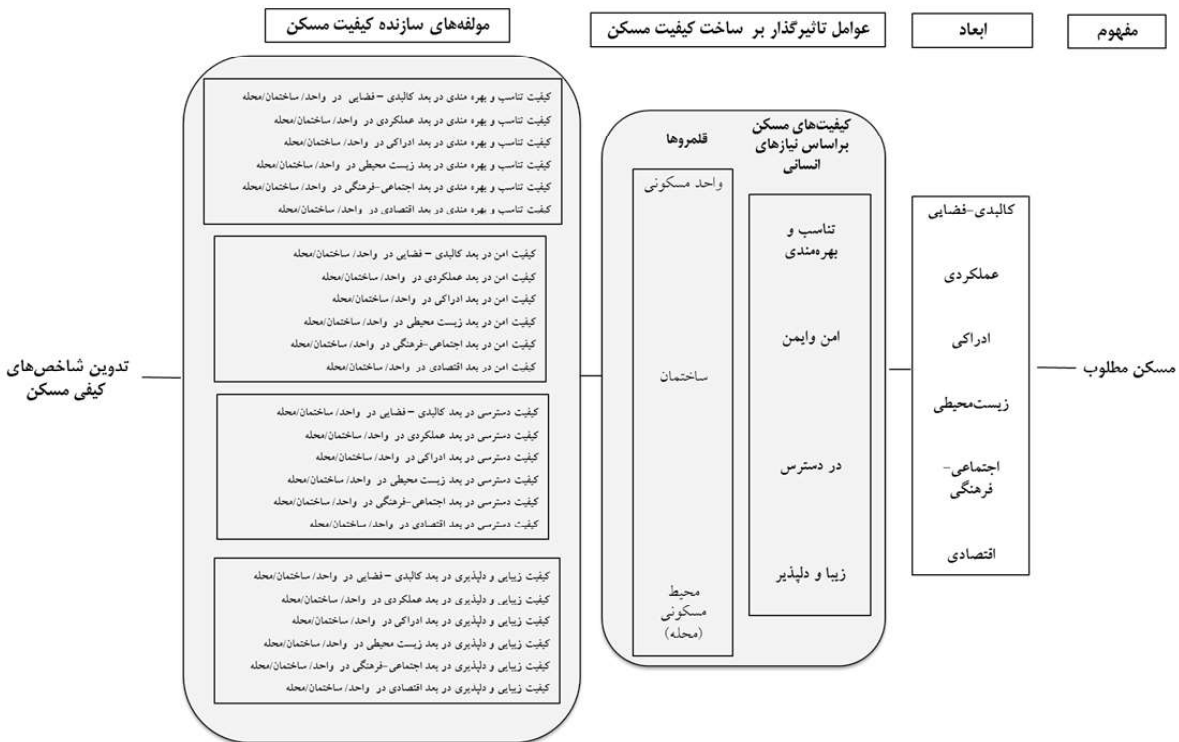 مفهوم
ابعاد
عوامل تاثیرگذار بر ساخت کیفیت مسکن
مولفه‌های سازنده کیفیت مسکن
مسکن مطلوب
کالبدی-فضایی
عملکردی
ادراکی
زیست‌محیطی
اجتماعی-
فرهنگی
اقتصادی
کیفیت‌های مسکن
براساس نیازهای
انسانی
تناسب و
بهره‌مندی
امن وایمن
در دسترس
زیبا و دلپذیر
قلمروها
واحد مسکونی
ساختمان
محیط
مسکونی
(محله)
کیفیت تناسب و بهره مندی در بعد کالبدی – فضایی در واحد/ ساختمان/محله
کیفیت تناسب و بهره مندی در بعد عملکردی در واحد/ ساختمان/محله
کیفیت تناسب و بهره مندی در بعد ادراکی در واحد/ ساختمان/محله
کیفیت تناسب و بهره مندی در بعد زیست محیطی در واحد/ ساختمان/محله
کیفیت تناسب و بهره مندی در بعد اجتماعی-فرهنگی در واحد/ ساختمان/محله
کیفیت تناسب و بهره مندی در بعد اقتصادی در واحد/ ساختمان/محله
کیفیت امن در بعد کالبدی – فضایی در واحد/ ساختمان/محله
کیفیت امن در بعد عملکردی در واحد/ ساختمان/محله
کیفیت امن در بعد ادراکی در واحد/ ساختمان/محله
کیفیت امن در بعد زیست محیطی در واحد/ ساختمان/محله
کیفیت امن در بعد اجتماعی-فرهنگی در واحد/ ساختمان/محله
کیفیت امن در بعد اقتصادی در واحد/ ساختمان/محله
کیفیت دسترسی در بعد کالبدی – فضایی در واحد/ ساختمان/محله
کیفیت دسترسی در بعد عملکردی در واحد/ ساختمان/محله
کیفیت دسترسی در بعد ادراکی در واحد/ ساختمان/محله
کیفیت دسترسی در بعد زیست محیطی در واحد/ ساختمان/محله
کیفیت دسترسی در بعد اجتماعی-فرهنگی در واحد/ ساختمان/محله
کیفیت دسترسی در بعد اقتصادی در واحد/ ساختمان/محله
کیفیت زیبایی و دلپذیری در بعد کالبدی – فضایی در واحد/ ساختمان/محله
کیفیت زیبایی و دلپذیری در بعد عملکردی در واحد/ ساختمان/محله
کیفیت زیبایی و دلپذیری در بعد ادراکی در واحد/ ساختمان/محله
کیفیت زیبایی و دلپذیری در بعد زیست محیطی در واحد/ ساختمان/محله
کیفیت زیبایی و دلپذیری در بعد اجتماعی-فرهنگی در واحد/ ساختمان/محله
کیفیت زیبایی و دلپذیری در بعد اقتصادی در واحد/ ساختمان/محله
تدوین شاخص‌های
کیفی مسکن